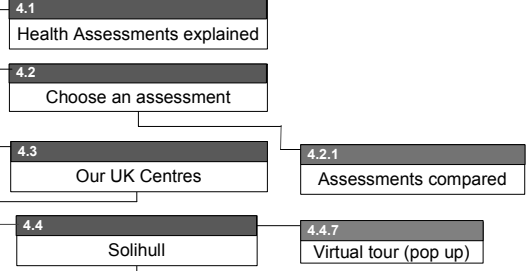 4.1
Health Assessments explained
4.2
Choose an assessment
4.3
Our UK Centres
4.2.1
Assessments compared
4.4
Solihull
4.4.7
Virtual tour (pop up)